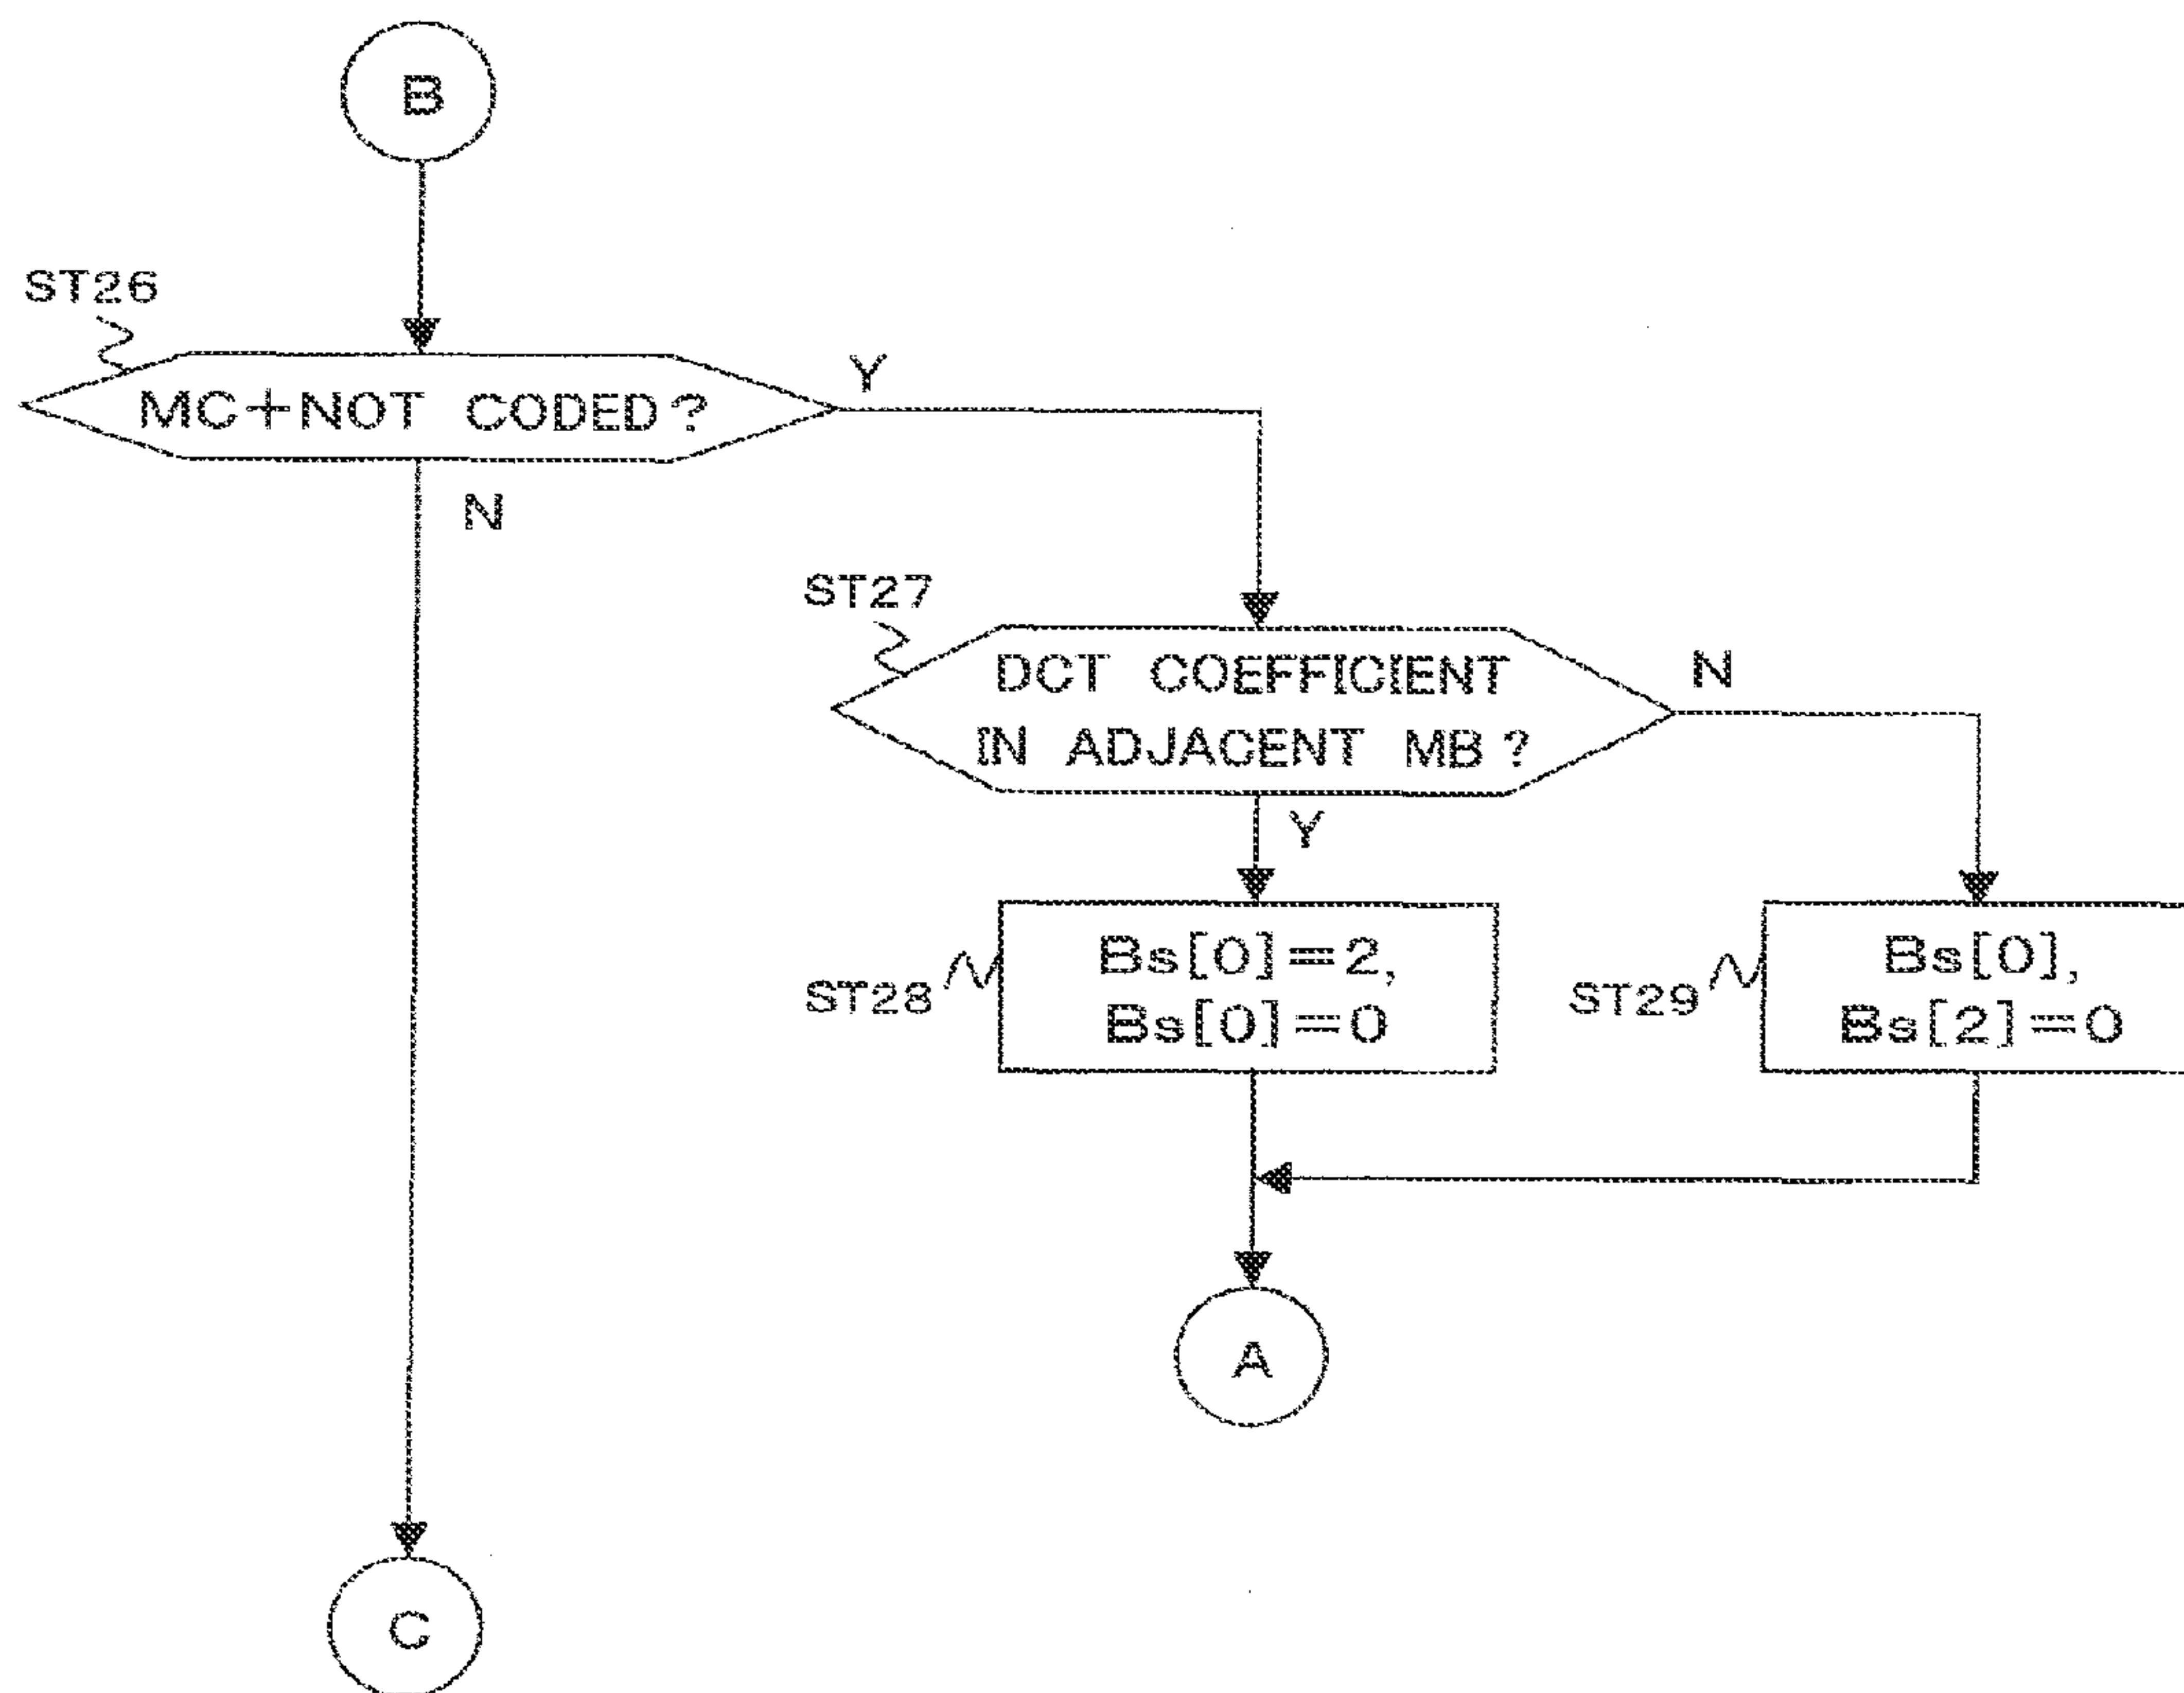 B
ST26
MC+NOT CODED?
Y
N
ST27
DCT COEFFICIENT
IN ADJACENT MB?
N
Y
ST28
Bs[0]=2,
Bs[0]=0
ST29
Bs[0],
Bs[2]=0
A
C